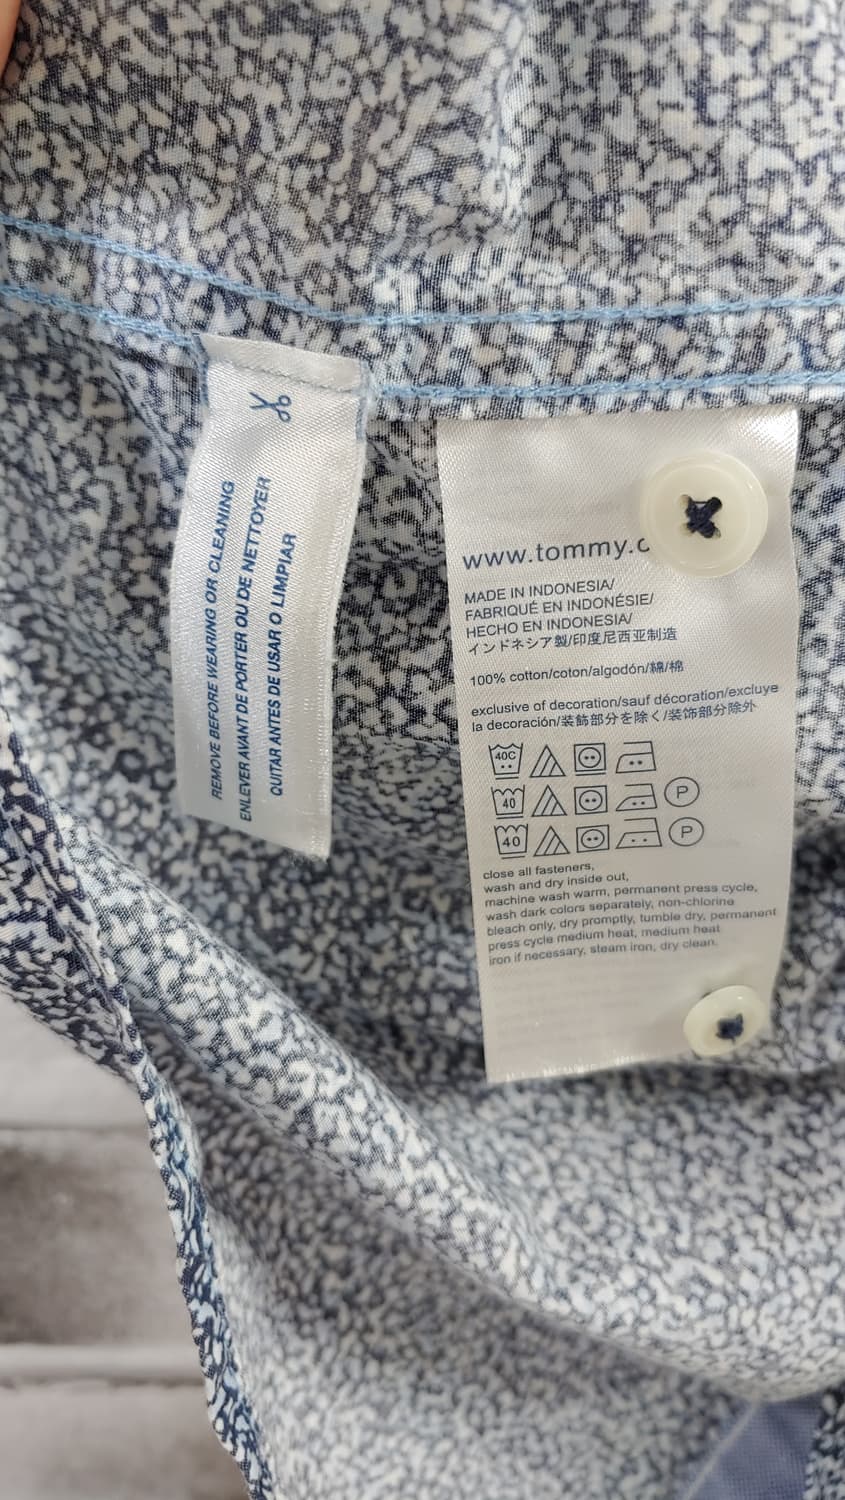 REMOVE BEFORE WEARING OR CLEANING
ENLEVER AVANT DE PORTER OU DE NETTOYER
QUITAR ANTES DE USAR O LIMPIAR
www.tommy.c
MADE IN INDONESIA/
FABRIQUÉ EN INDONÉSIE/
HECHO EN INDONESIA/
インドネシア製/印度尼西亚制造
100% cotton/coton/algodón/綿/棉
exclusive of decoration/sauf décoration/excluye
la decoración/装飾部分を除く/装饰部分除外
40C
40 P
40 P
close all fasteners,
wash and dry inside out,
machine wash warm, permanent press cycle,
wash dark colors separately, non-chlorine
bleach only, dry promptly, tumble dry, permanent
press cycle medium heat, medium heat
iron if necessary, steam iron, dry clean.